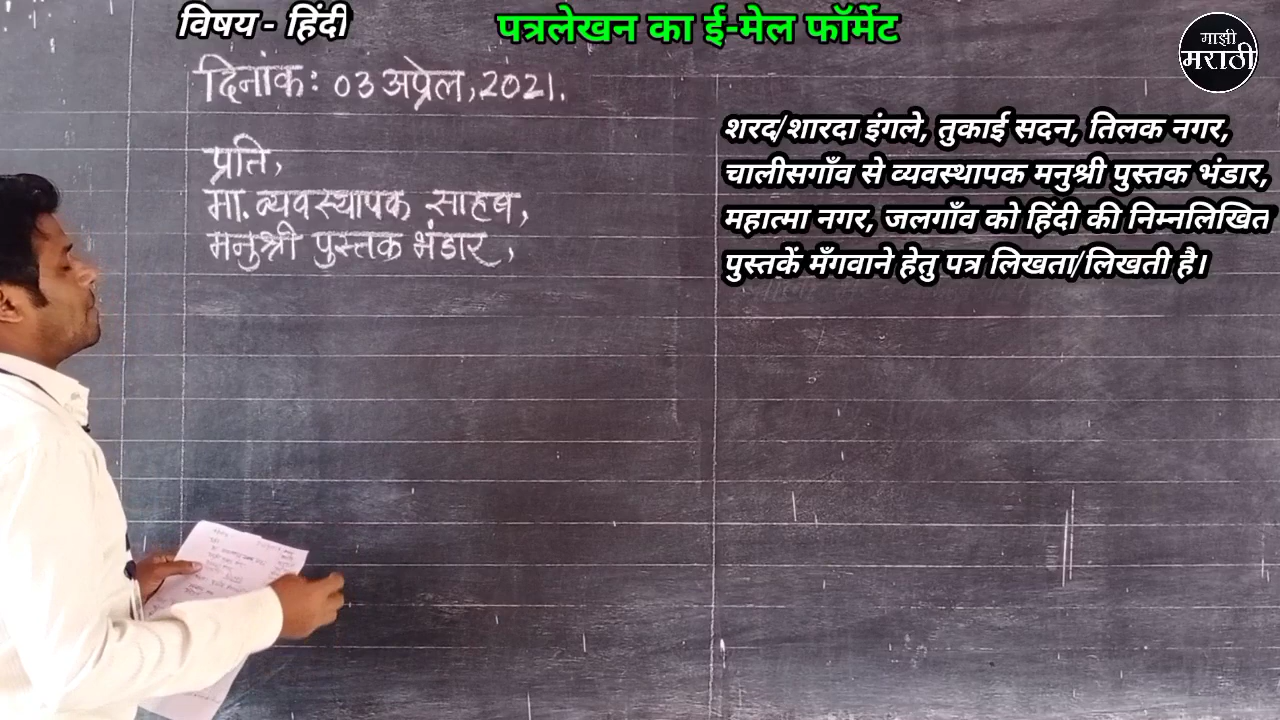 विषय - हिंदी
पत्रलेखन का ई-मेल फॉर्मेट
माझी
मराठी
दिनांक: 03 अप्रेल, 2021.
प्रति,
मा. व्यवस्थापक साहब,
मनुश्री पुस्तक भंडार,
शरद/शारदा इंगले, तुकाई सदन, तिलक नगर,
चालीसगाँव से व्यवस्थापक मनुश्री पुस्तक भंडार,
महात्मा नगर, जलगाँव को हिंदी की निम्नलिखित
पुस्तकें मँगवाने हेतु पत्र लिखता/लिखती है।